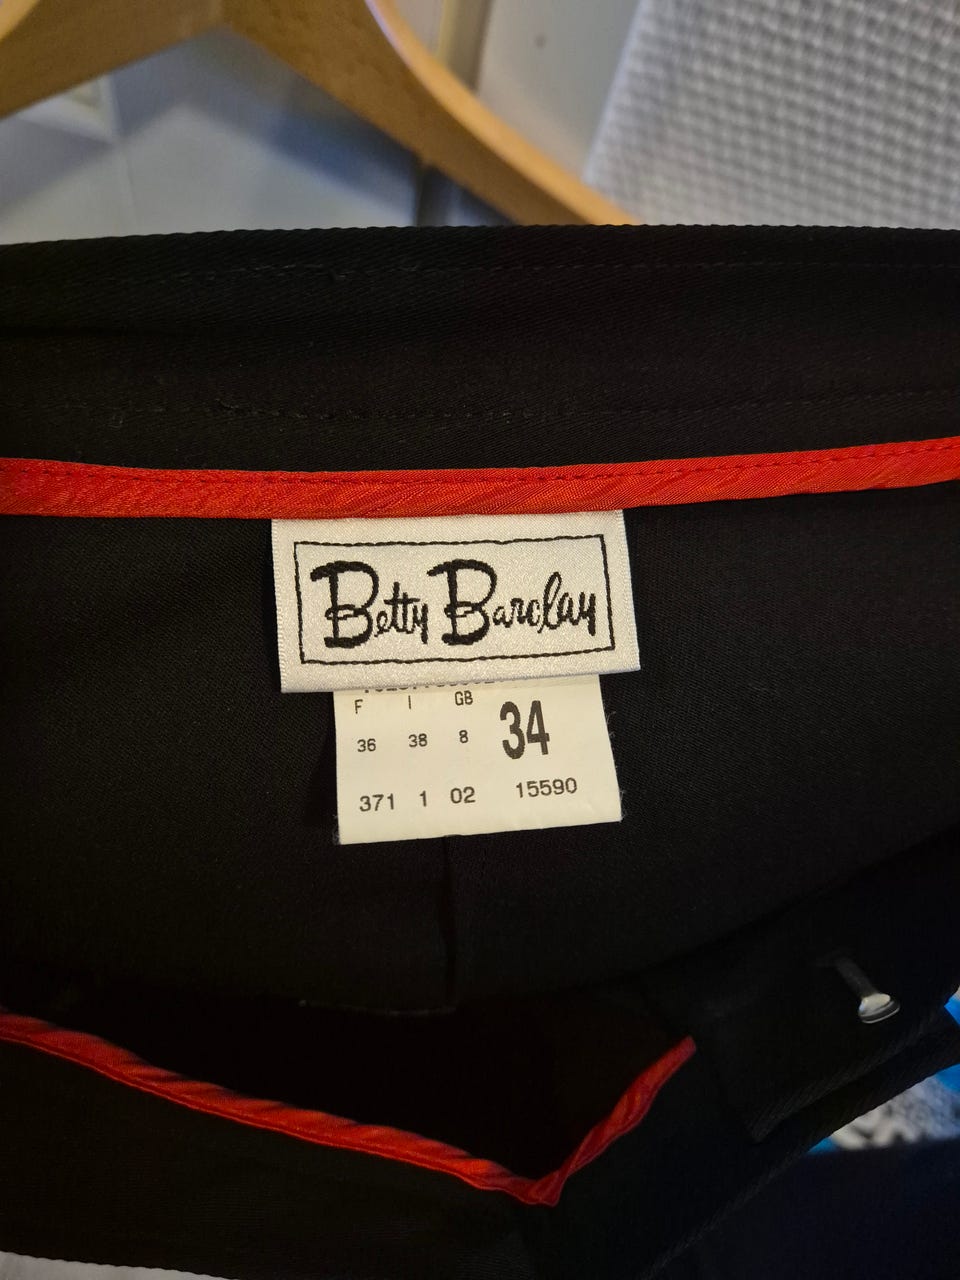 Betty Barclay
F I GB
36 38 8 34
371 1 02 15590